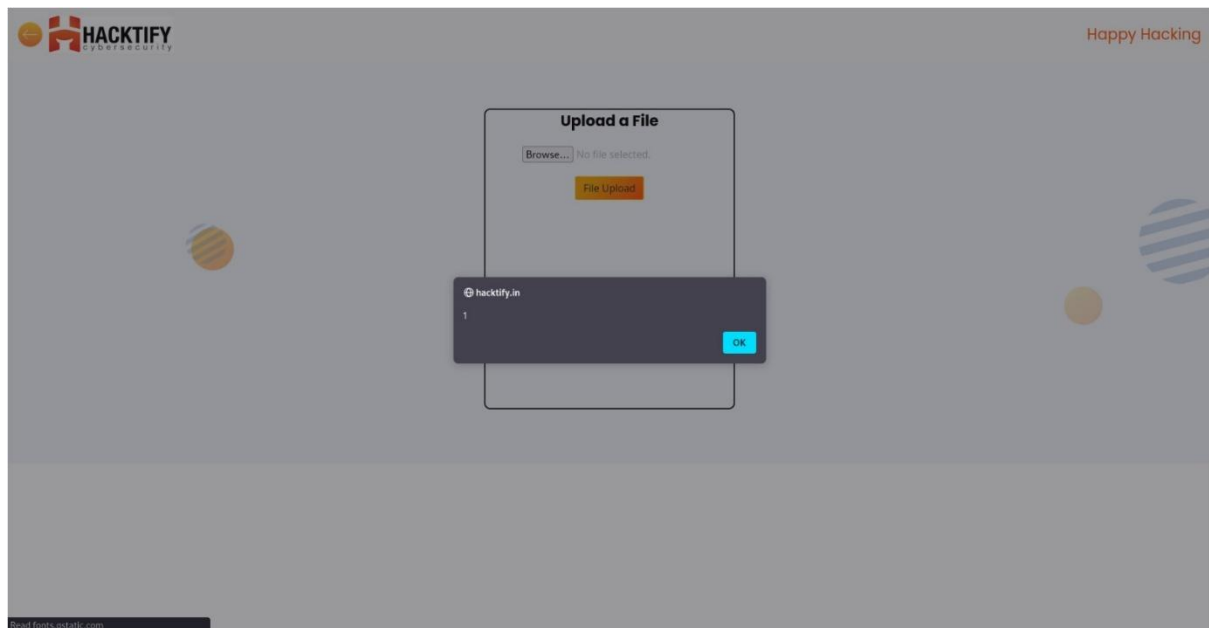 HACKTIFY
cybersecurity
Happy Hacking
Upload a File
Browse... No file selected.
File Upload
hacktify.in
1
OK
Read fonts.gstatic.com